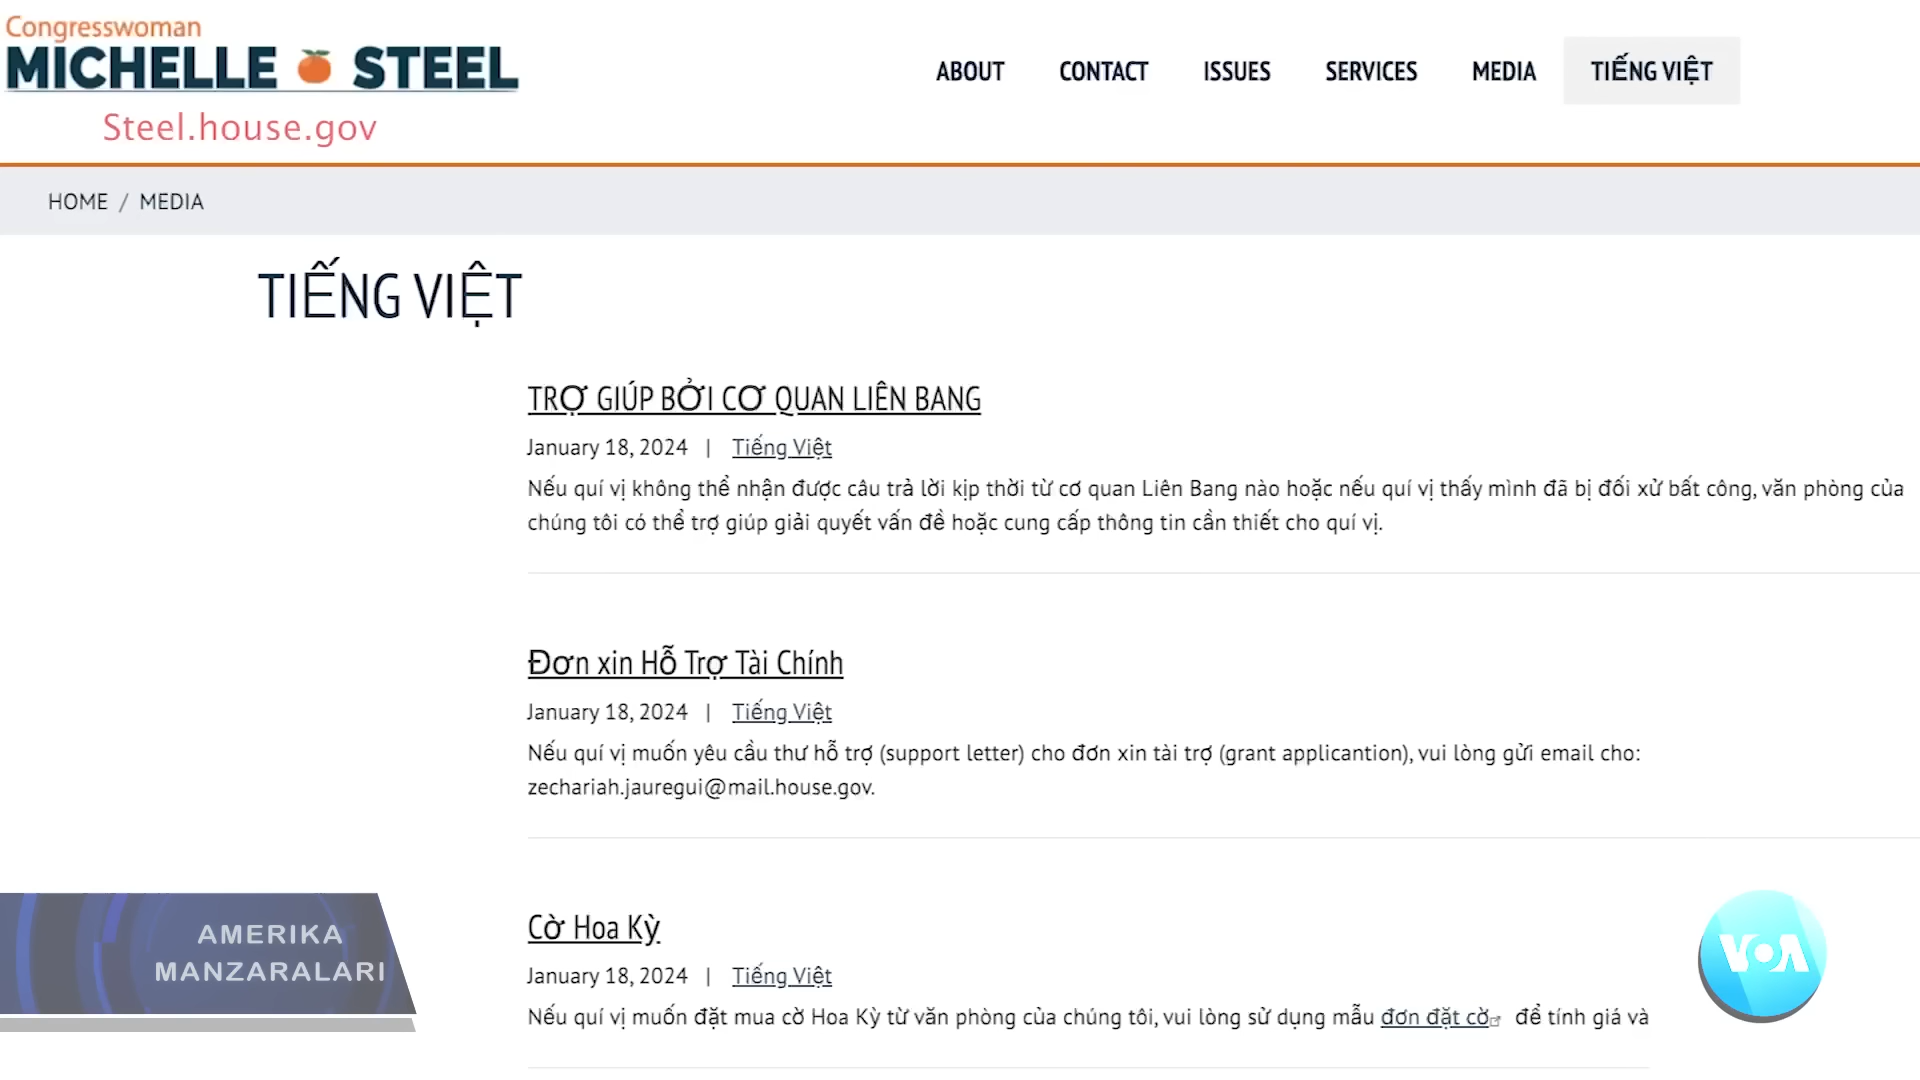 Congresswoman
MICHELLE STEEL
Steel.house.gov
ABOUT CONTACT ISSUES SERVICES MEDIA TIẾNG VIỆT
HOME / MEDIA
TIẾNG VIỆT
TRỢ GIÚP BỞI CƠ QUAN LIÊN BANG
January 18, 2024 | Tiếng Việt
Nếu quí vị không thể nhận được câu trả lời kịp thời từ cơ quan Liên Bang nào hoặc nếu quí vị thấy mình đã bị đối xử bất công, văn phòng của
chúng tôi có thể trợ giúp giải quyết vấn đề hoặc cung cấp thông tin cần thiết cho quí vị.
Đơn xin Hỗ Trợ Tài Chính
January 18, 2024 | Tiếng Việt
Nếu quí vị muốn yêu cầu thư hỗ trợ (support letter) cho đơn xin tài trợ (grant applicantion), vui lòng gửi email cho:
zechariah.jauregui@mail.house.gov.
Cờ Hoa Kỳ
January 18, 2024 | Tiếng Việt
Nếu quí vị muốn đặt mua cờ Hoa Kỳ từ văn phòng của chúng tôi, vui lòng sử dụng mẫu đơn đặt cờ để tính giá và
AMERIKA
MANZARALARI
VOA